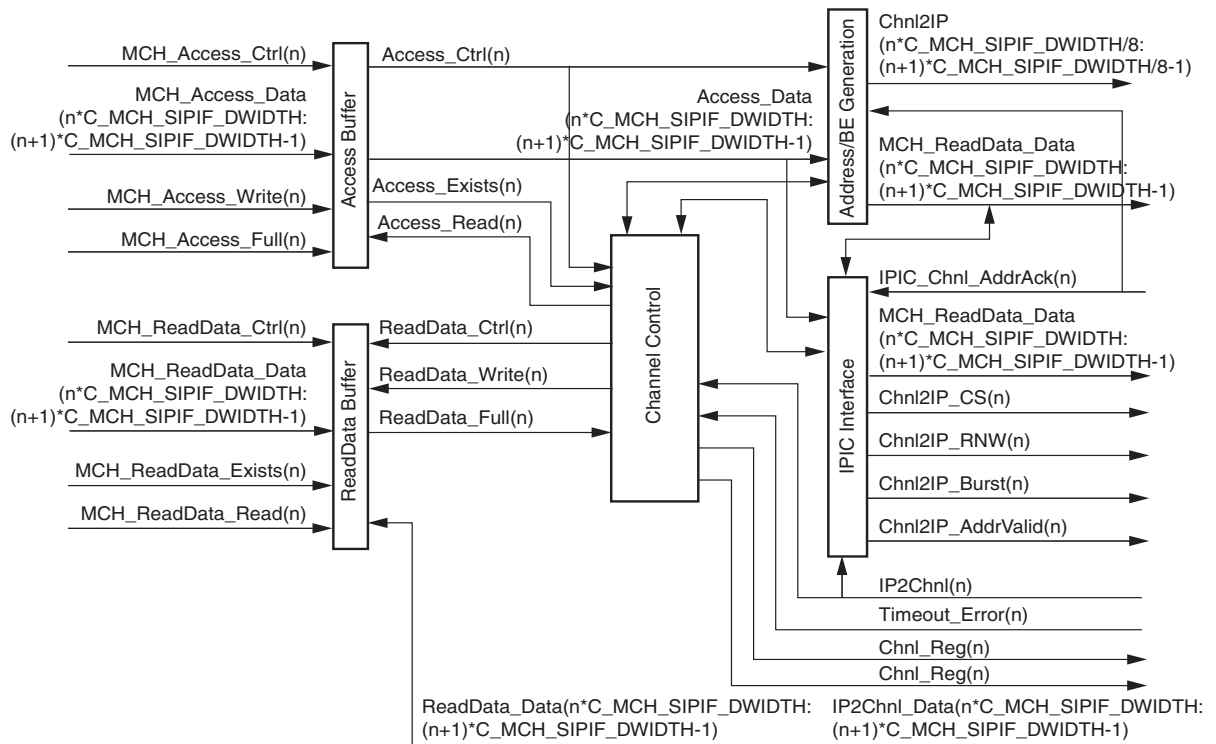 MCH_Access_Ctrl(n)
MCH_Access_Data
(n*C_MCH_SIPIF_DWIDTH:
(n+1)*C_MCH_SIPIF_DWIDTH-1)
MCH_Access_Write(n)
MCH_Access_Full(n)
Access Buffer
Access_Ctrl(n)
Access_Data
(n*C_MCH_SIPIF_DWIDTH:
(n+1)*C_MCH_SIPIF_DWIDTH-1)
Access_Exists(n)
Access_Read(n)
Address/BE Generation
Chnl2IP
(n*C_MCH_SIPIF_DWIDTH/8:
(n+1)*C_MCH_SIPIF_DWIDTH/8-1)
MCH_ReadData_Data
(n*C_MCH_SIPIF_DWIDTH:
(n+1)*C_MCH_SIPIF_DWIDTH-1)
MCH_ReadData_Ctrl(n)
MCH_ReadData_Data
(n*C_MCH_SIPIF_DWIDTH:
(n+1)*C_MCH_SIPIF_DWIDTH-1)
MCH_ReadData_Exists(n)
MCH_ReadData_Read(n)
ReadData Buffer
ReadData_Ctrl(n)
ReadData_Write(n)
ReadData_Full(n)
Channel Control
IPIC Interface
IPIC_Chnl_AddrAck(n)
MCH_ReadData_Data
(n*C_MCH_SIPIF_DWIDTH:
(n+1)*C_MCH_SIPIF_DWIDTH-1)
Chnl2IP_CS(n)
Chnl2IP_RNW(n)
Chnl2IP_Burst(n)
Chnl2IP_AddrValid(n)
IP2Chnl(n)
Timeout_Error(n)
Chnl_Reg(n)
Chnl_Reg(n)
ReadData_Data(n*C_MCH_SIPIF_DWIDTH:
(n+1)*C_MCH_SIPIF_DWIDTH-1)
IP2Chnl_Data(n*C_MCH_SIPIF_DWIDTH:
(n+1)*C_MCH_SIPIF_DWIDTH-1)